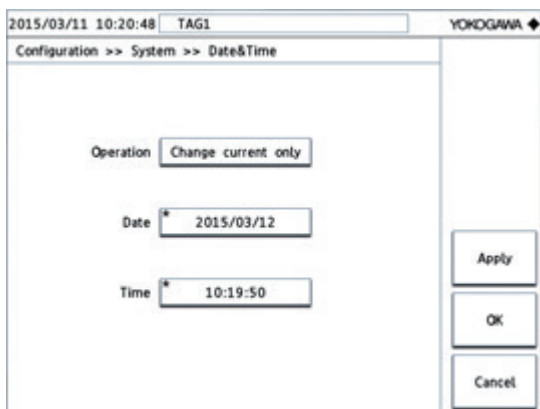 2015/03/11 10:20:48 TAG1 YOKOGAWA
Configuration >> System >> Date&Time
Operation Change current only
Date * 2015/03/12
Time * 10:19:50
Apply
OK
Cancel